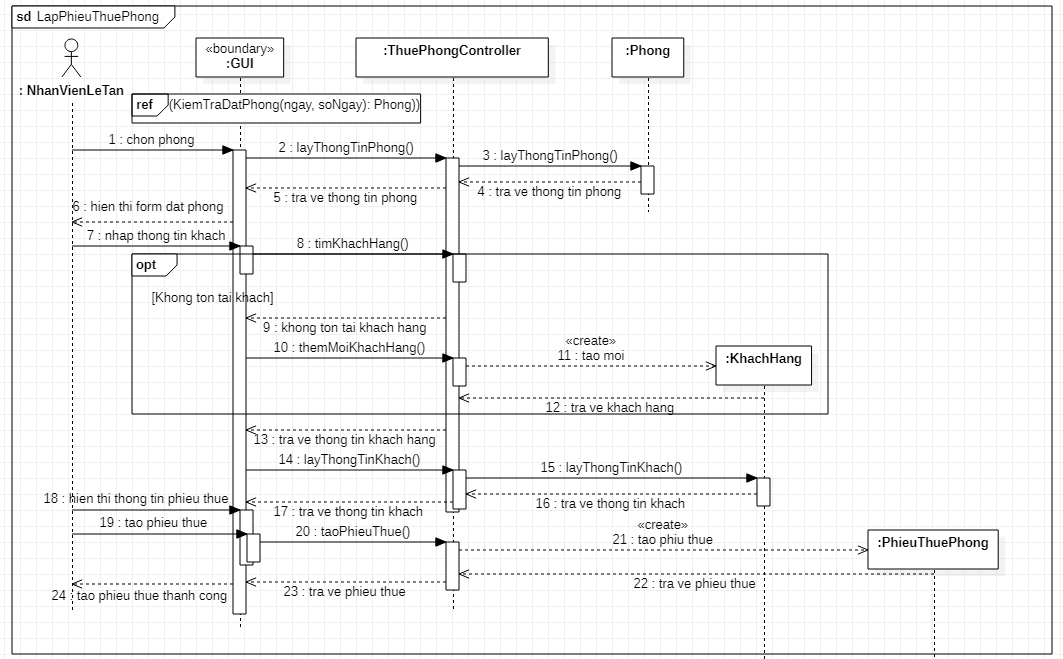 sd LapPhieuThuePhong
«boundary»
:GUI
:ThuePhongController
:Phong
: NhanVienLeTan
ref (KiemTraDatPhong(ngay, soNgay): Phong))
1 : chon phong
2 : layThongTinPhong()
3 : layThongTinPhong()
4 : tra ve thong tin phong
5 : tra ve thong tin phong
6 : hien thi form dat phong
7 : nhap thong tin khach
8 : timKhachHang()
opt
[Khong ton tai khach]
9 : khong ton tai khach hang
10 : themMoiKhachHang()
«create»
11 : tao moi
:KhachHang
12 : tra ve khach hang
13 : tra ve thong tin khach hang
14 : layThongTinKhach()
15 : layThongTinKhach()
16 : tra ve thong tin khach
17 : tra ve thong tin khach
18 : hien thi thong tin phieu thue
19 : tao phieu thue
20 : taoPhieuThue()
«create»
21 : tao phiu thue
:PhieuThuePhong
22 : tra ve phieu thue
23 : tra ve phieu thue
24 : tao phieu thue thanh cong